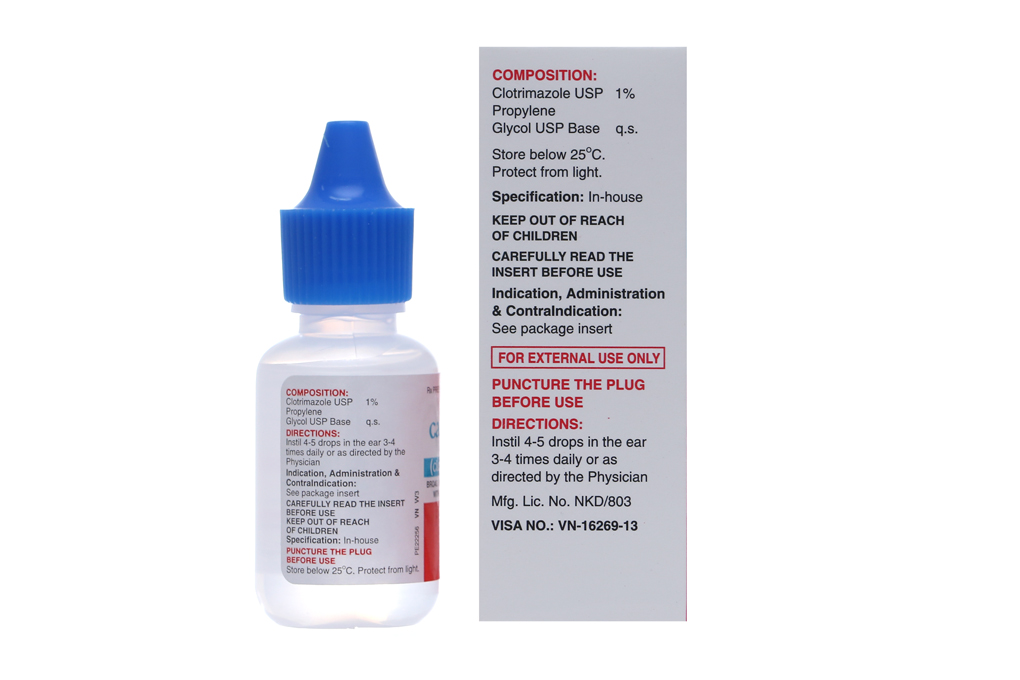 COMPOSITION:
Clotrimazole USP 1%
Propylene
Glycol USP Base q.s.
DIRECTIONS:
Instil 4-5 drops in the ear 3-4
times daily or as directed by the
Physician
Indication, Administration &
ContraIndication:
See package insert
CAREFULLY READ THE INSERT
BEFORE USE
KEEP OUT OF REACH
OF CHILDREN
Specification: In-house
PUNCTURE THE PLUG
BEFORE USE
Store below 25°C. Protect from light.
PE22256 VN W3
COMPOSITION:
Clotrimazole USP 1%
Propylene
Glycol USP Base q.s.
Store below 25°C.
Protect from light.
Specification: In-house
KEEP OUT OF REACH
OF CHILDREN
CAREFULLY READ THE
INSERT BEFORE USE
Indication, Administration
& ContraIndication:
See package insert
FOR EXTERNAL USE ONLY
PUNCTURE THE PLUG
BEFORE USE
DIRECTIONS:
Instil 4-5 drops in the ear
3-4 times daily or as
directed by the Physician
Mfg. Lic. No. NKD/803
VISA NO.: VN-16269-13